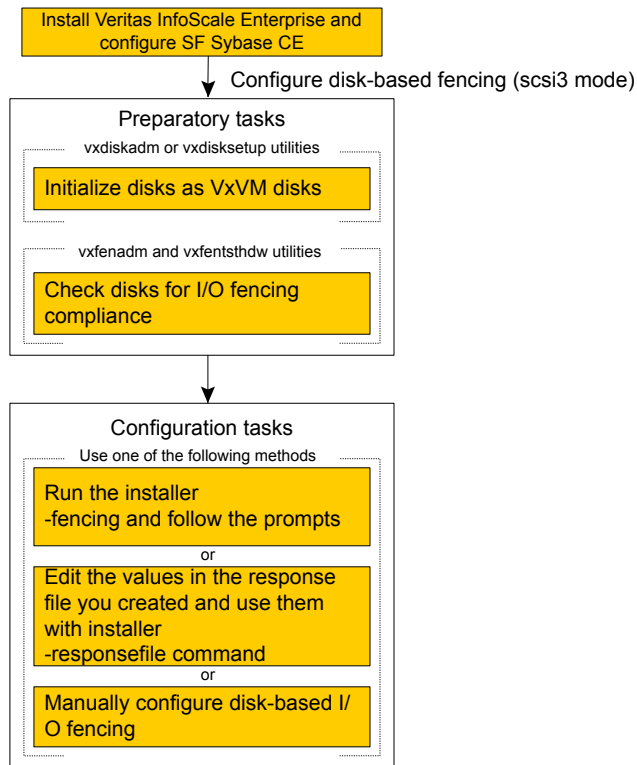 Install Veritas InfoScale Enterprise and
configure SF Sybase CE
Configure disk-based fencing (scsi3 mode)
Preparatory tasks
vxdiskadm or vxdisksetup utilities
Initialize disks as VxVM disks
vxfenadm and vxfentsthdw utilities
Check disks for I/O fencing
compliance
Configuration tasks
Use one of the following methods
Run the installer
-fencing and follow the prompts
or
Edit the values in the response
file you created and use them
with installer
-responsefile command
or
Manually configure disk-based I/
O fencing